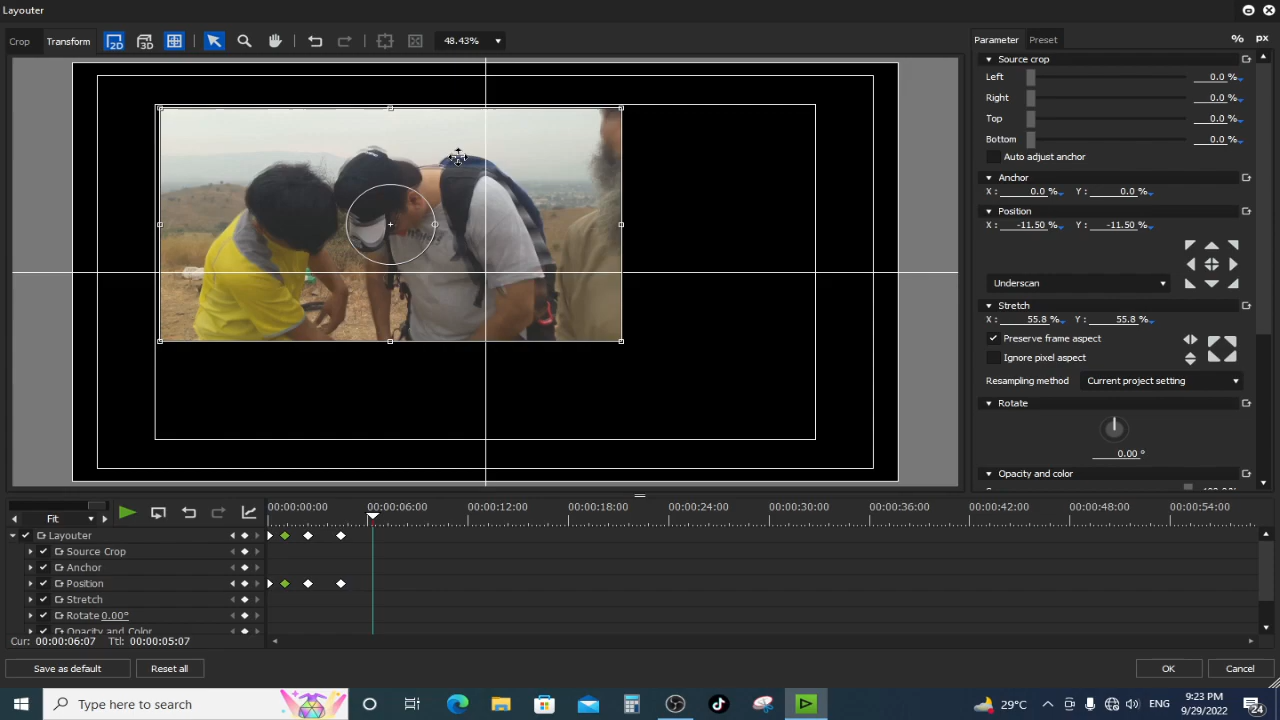 Layouter
Crop Transform 2D 3D 48.43%
Parameter Preset % px
Source crop
Left 0.0 %
Right 0.0 %
Top 0.0 %
Bottom 0.0 %
Auto adjust anchor
Anchor
X : 0.0 % Y : 0.0 %
Position
X : -11.50 % Y : -11.50 %
Underscan
Stretch
X : 55.8 % Y : 55.8 %
Preserve frame aspect
Ignore pixel aspect
Resampling method Current project setting
Rotate
0.00 °
Opacity and color
Fit
00:00:00:00 00:00:06:00 00:00:12:00 00:00:18:00 00:00:24:00 00:00:30:00 00:00:36:00 00:00:42:00 00:00:48:00 00:00:54:00
Layouter
Source Crop
Anchor
Position
Stretch
Rotate 0.00°
Opacity and Color
Cur: 00:00:06:07 Ttl: 00:00:05:07
Save as default Reset all OK Cancel
Type here to search
29°C ENG
9:23 PM
9/29/2022
24